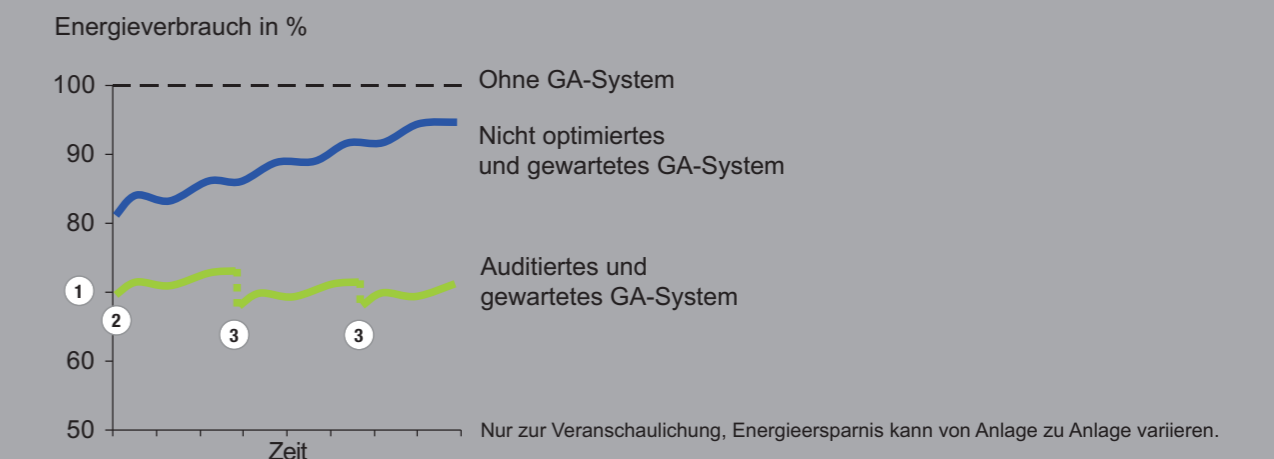 Energieverbrauch in %
100
Ohne GA-System
90
Nicht optimiertes
und gewartetes GA-System
80
Auditiertes und
gewartetes GA-System
1
2
3
3
60
50
Zeit
Nur zur Veranschaulichung, Energieersparnis kann von Anlage zu Anlage variieren.